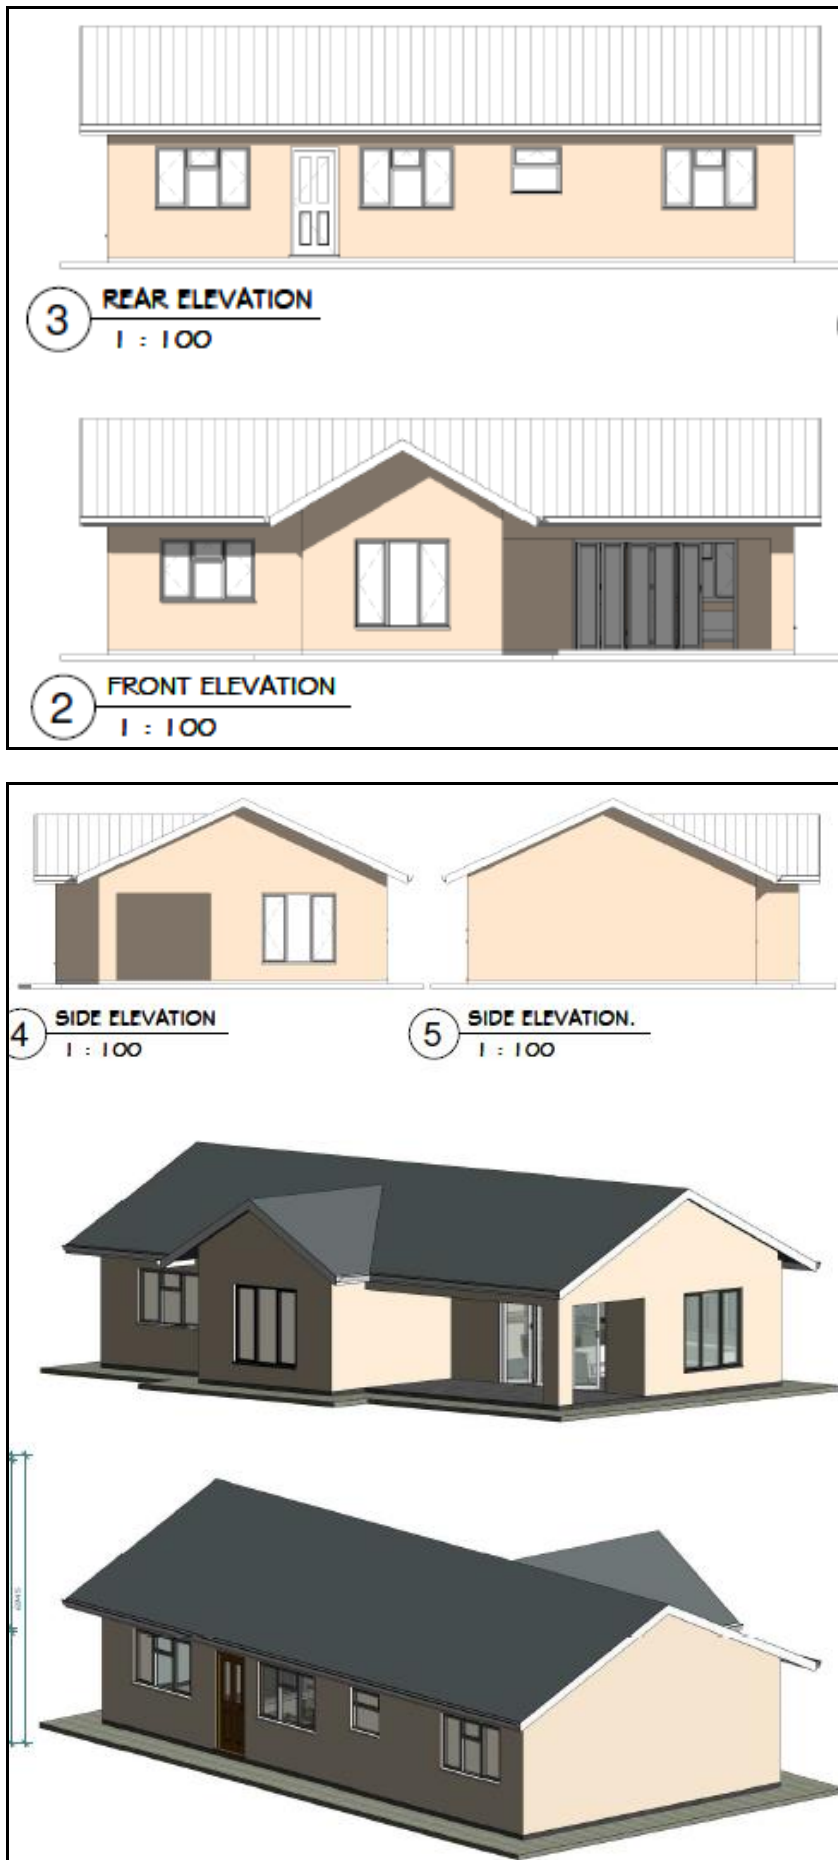 3 REAR ELEVATION
1 : 100
2 FRONT ELEVATION
1 : 100
4 SIDE ELEVATION
1 : 100
5 SIDE ELEVATION.
1 : 100